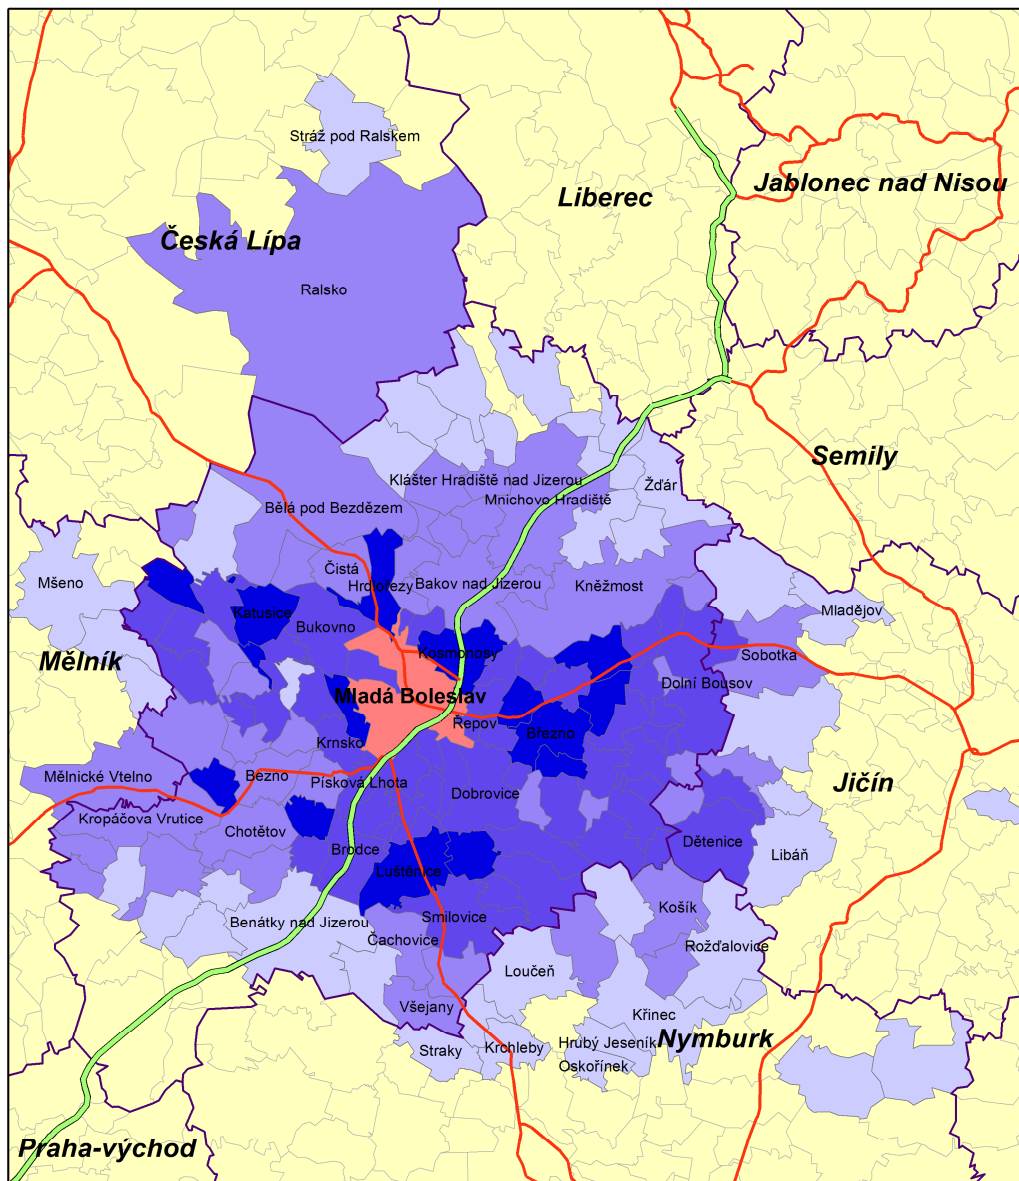 Stráž pod Ralskem
Liberec
Jablonec nad Nisou
Česká Lípa
Ralsko
Semily
Klášter Hradiště nad Jizerou
Žďár
Mnichovo Hradiště
Bělá pod Bezdězem
Čistá
Mšeno
Hrdlořezy
Bakov nad Jizerou
Kněžmost
Mladějov
Katusice
Bukovno
Kosmonosy
Sobotka
Mělník
Dolní Bousov
Mladá Boleslav
Řepov
Březno
Krnsko
Mělnické Vtelno
Bezno
Písková Lhota
Jičín
Dobrovice
Kropáčova Vrutice
Chotětov
Brodce
Dětenice
Libáň
Luštěnice
Košík
Smilovice
Benátky nad Jizerou
Čachovice
Rožďalovice
Loučeň
Všejany
Křinec
Straky
Krchleby
Hrubý Jeseník
Nymburk
Oskořínek
Praha-východ